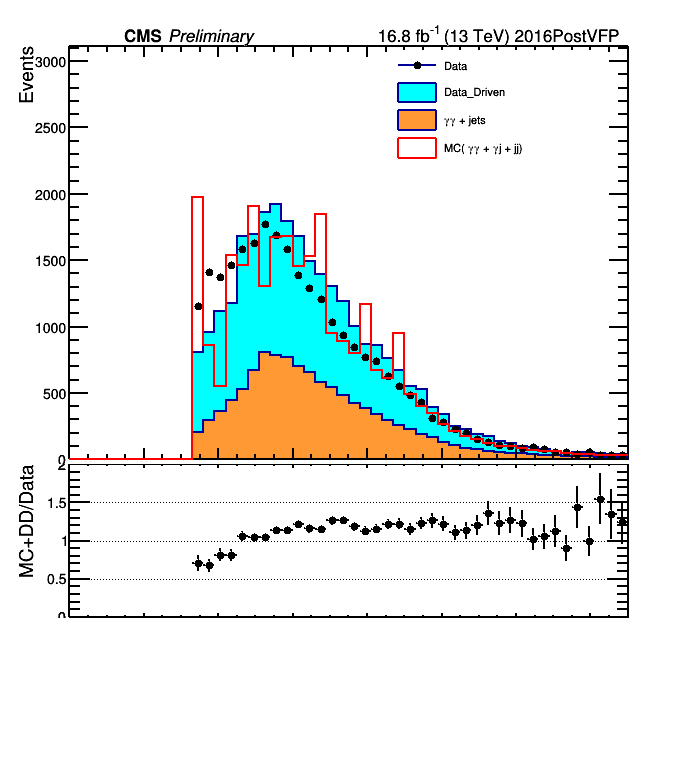 CMS Preliminary 16.8 fb⁻¹ (13 TeV) 2016PostVFP
Events
3000
2500
2000
1500
1000
500
0
Data
Data_Driven
γγ + jets
MC( γγ + γj + jj)
MC+DD/Data
2
1.5
1
0.5
0